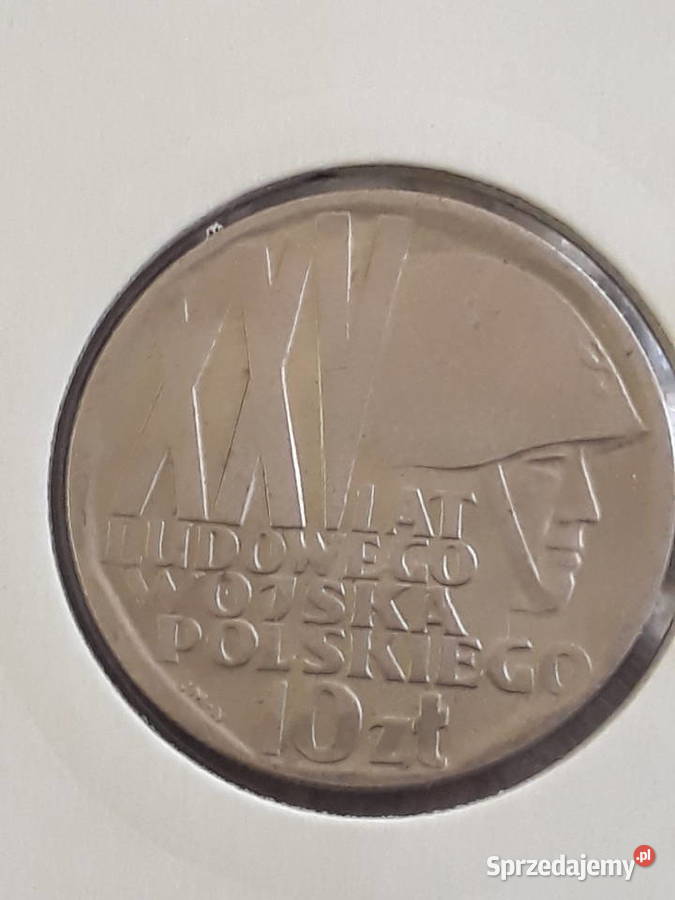 XXV
LAT
LUDOWEGO
WOJSKA
POLSKIEGO
10 zł
Sprzedajemy.pl